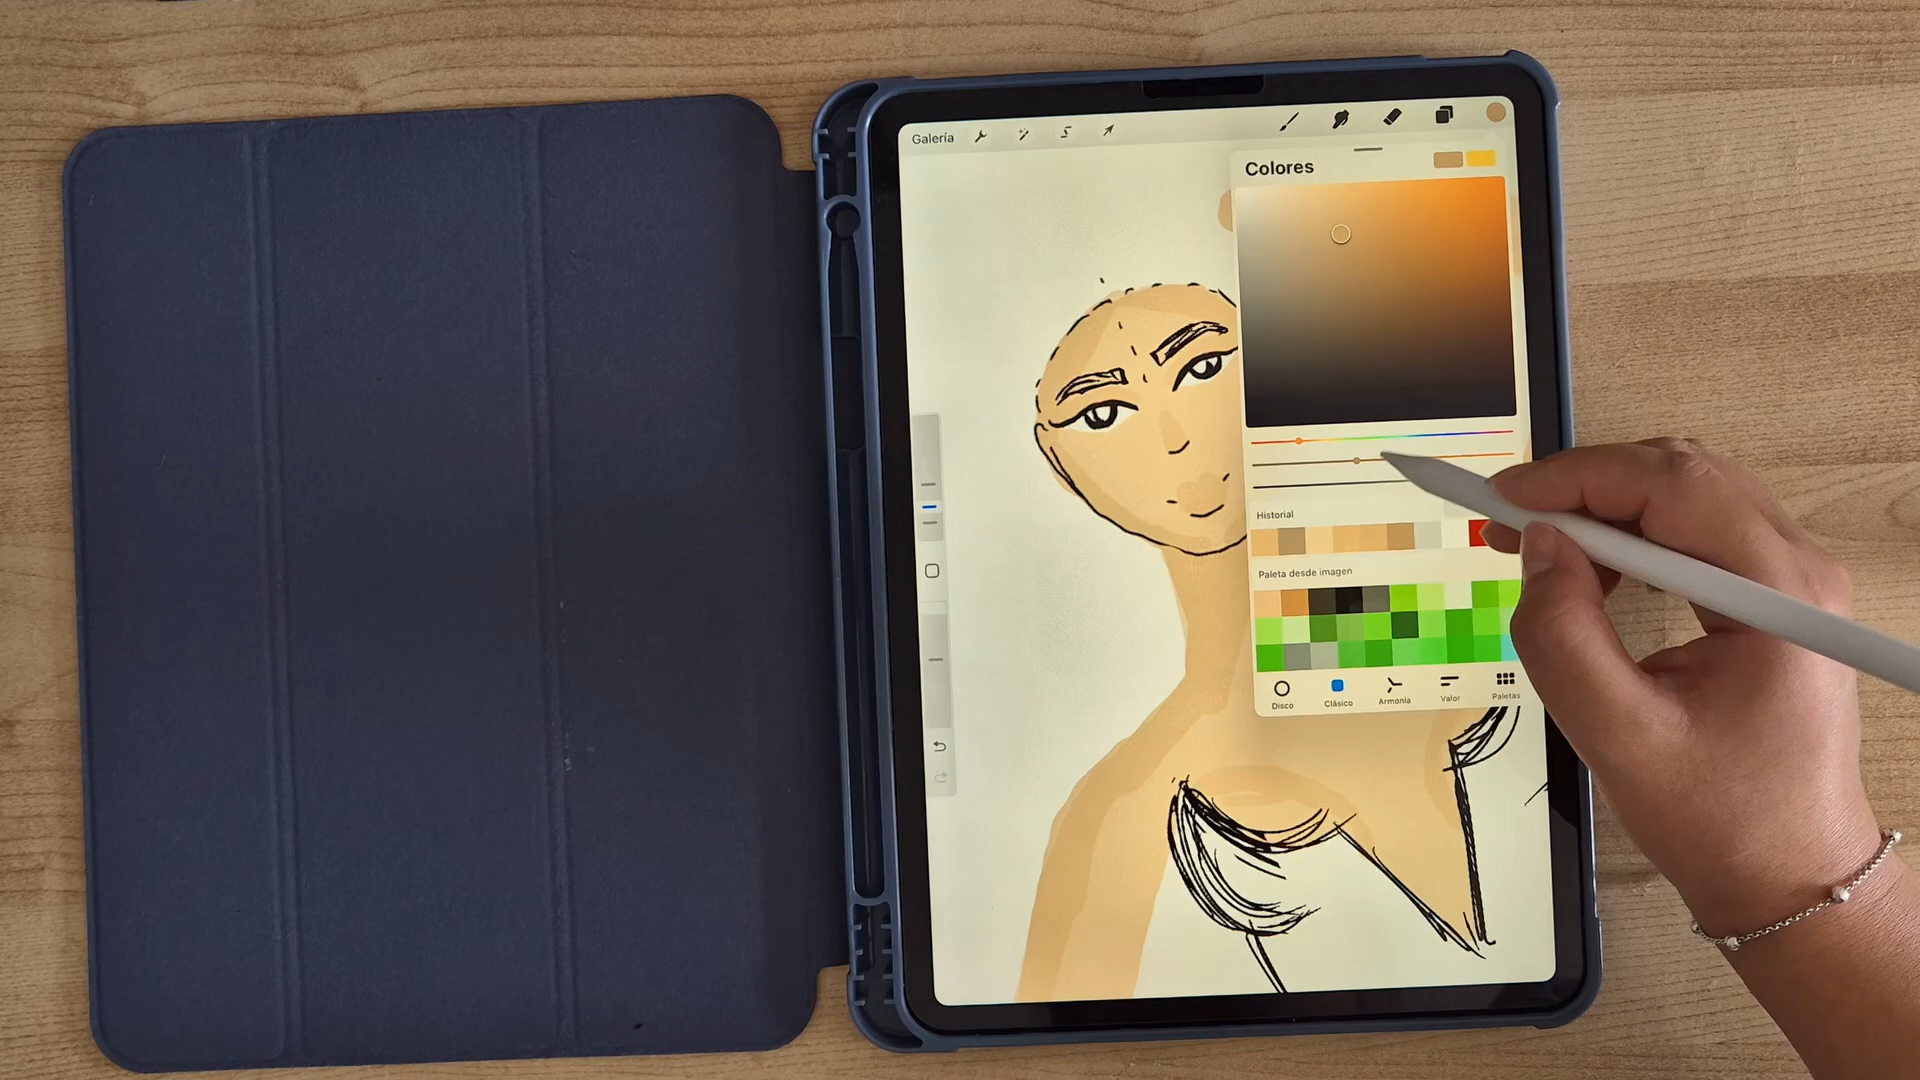 Galería
Colores
Historial
Paleta desde imagen
Disco
Clásico
Armonía
Valor
Paletas